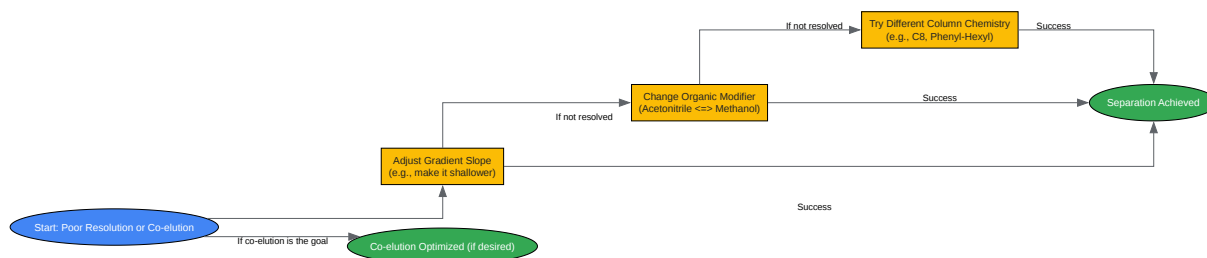 Try Different Column Chemistry
(e.g., C8, Phenyl-Hexyl)
If not resolved
Success
Change Organic Modifier
(Acetonitrile <=> Methanol)
Success
Separation Achieved
If not resolved
Adjust Gradient Slope
(e.g., make it shallower)
Success
Start: Poor Resolution or Co-elution
If co-elution is the goal
Co-elution Optimized (if desired)